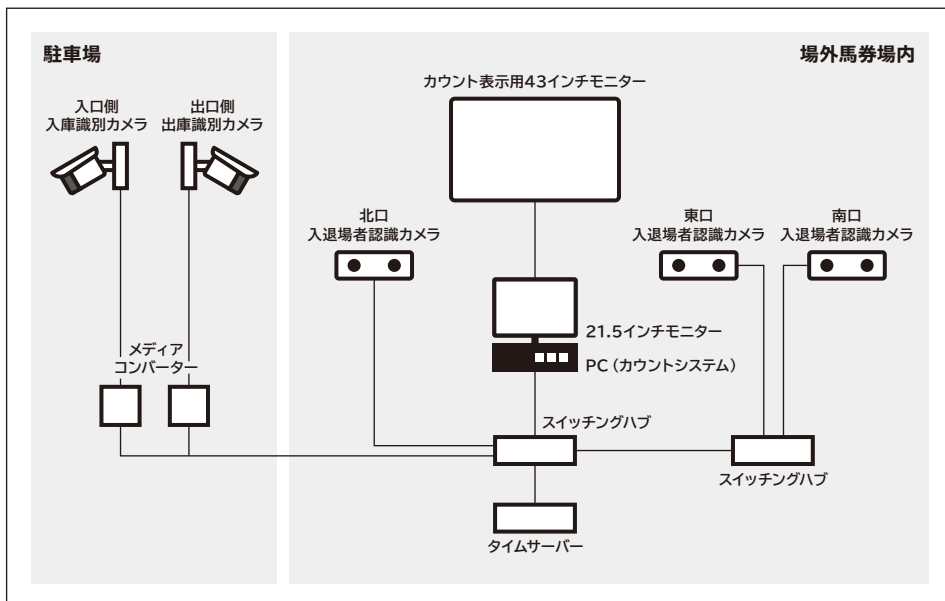 駐車場
入口側
入庫識別カメラ
出口側
出庫識別カメラ
メディア
コンバーター
場外馬券場内
カウント表示用43インチモニター
北口
入退場者認識カメラ
東口
入退場者認識カメラ
南口
入退場者認識カメラ
21.5インチモニター
PC（カウントシステム）
スイッチングハブ
スイッチングハブ
タイムサーバー